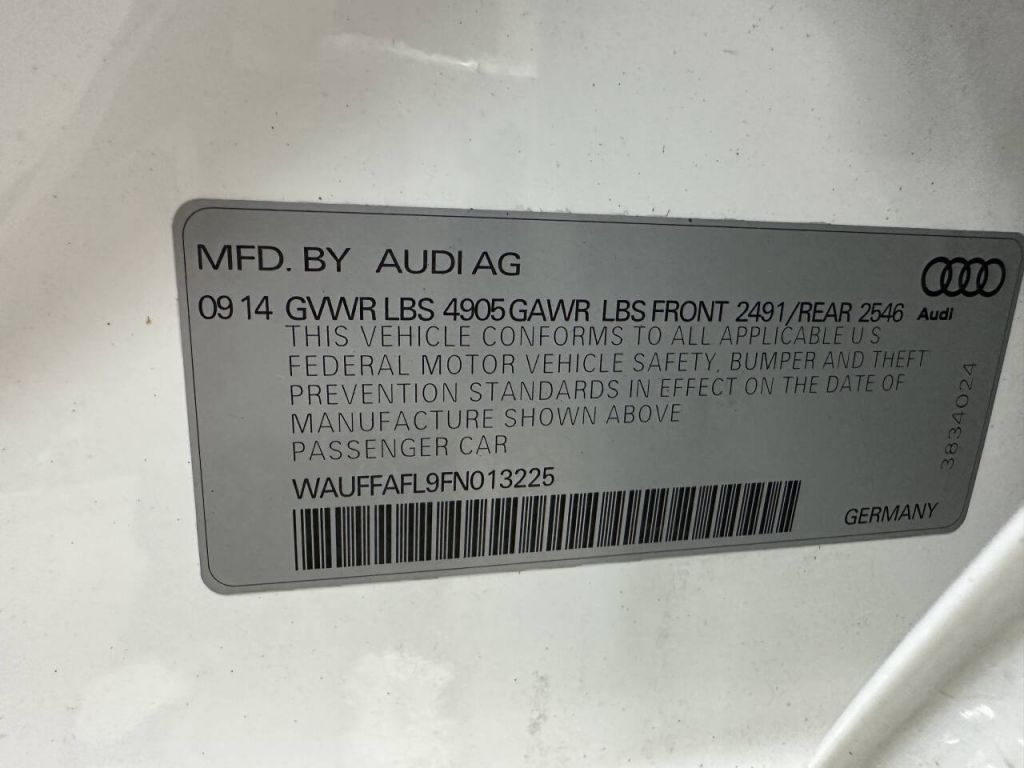 MFD. BY AUDI AG
09 14 GVWR LBS 4905 GAWR LBS FRONT 2491/REAR 2546
Audi
THIS VEHICLE CONFORMS TO ALL APPLICABLE U S
FEDERAL MOTOR VEHICLE SAFETY, BUMPER AND THEFT
PREVENTION STANDARDS IN EFFECT ON THE DATE OF
MANUFACTURE SHOWN ABOVE
PASSENGER CAR
3834024
WAUFFAFL9FN013225
GERMANY